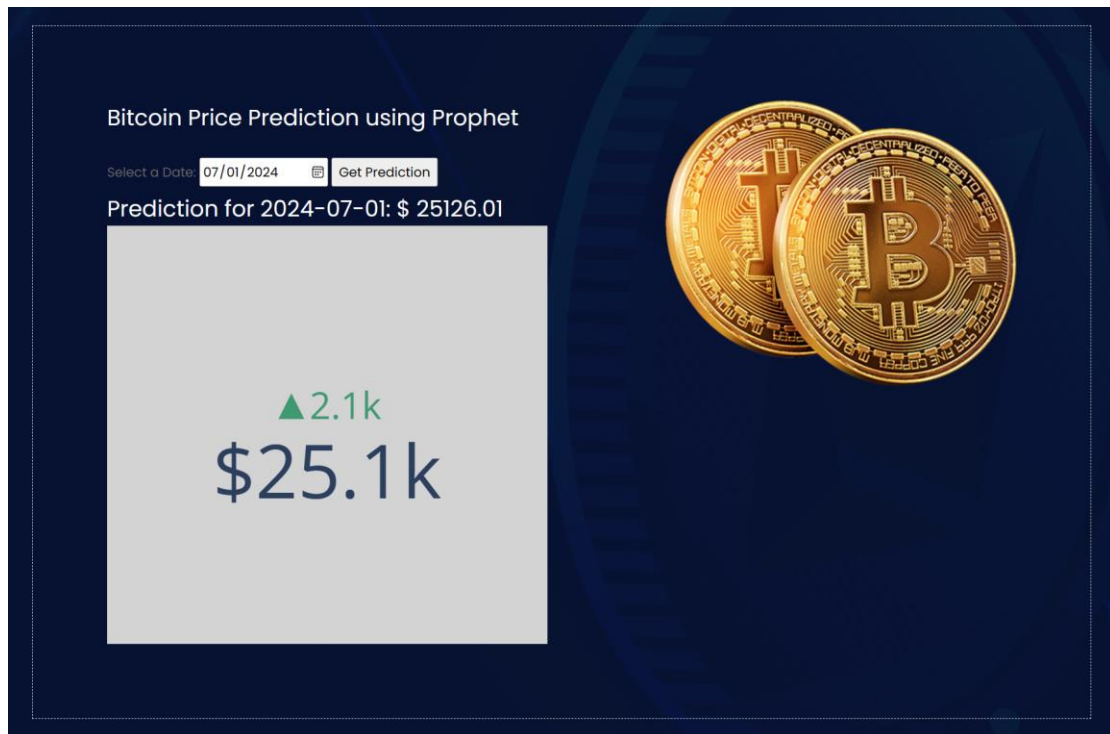 Bitcoin Price Prediction using Prophet
Select a Date: 07/01/2024 Get Prediction
Prediction for 2024-07-01: $ 25126.01
▲2.1k
$25.1k